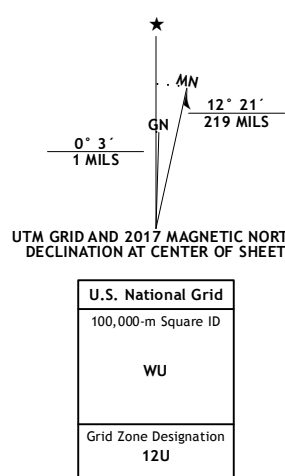 MN
GN
12° 21´
219 MILS
0° 3´
1 MILS
UTM GRID AND 2017 MAGNETIC NORT
DECLINATION AT CENTER OF SHEET
U.S. National Grid
100,000-m Square ID
WU
Grid Zone Designation
12U